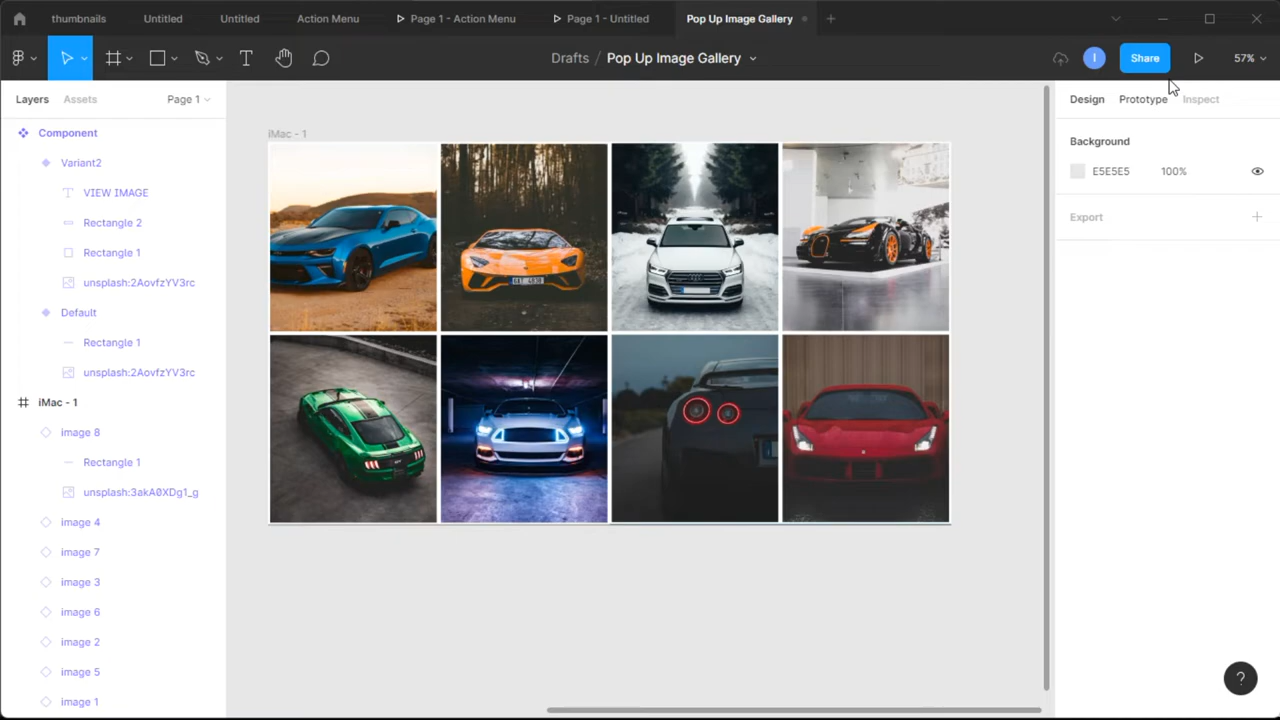 thumbnails
Untitled
Untitled
Action Menu
Page 1 - Action Menu
Page 1 - Untitled
Pop Up Image Gallery
Drafts / Pop Up Image Gallery
I
Share
57%
Layers
Assets
Page 1
Component
Variant2
VIEW IMAGE
Rectangle 2
Rectangle 1
unsplash:2AovfzYV3rc
Default
Rectangle 1
unsplash:2AovfzYV3rc
iMac - 1
image 8
Rectangle 1
unsplash:3akA0XDg1_g
image 4
image 7
image 3
image 6
image 2
image 5
image 1
iMac - 1
Design
Prototype
Inspect
Background
E5E5E5
100%
Export
?